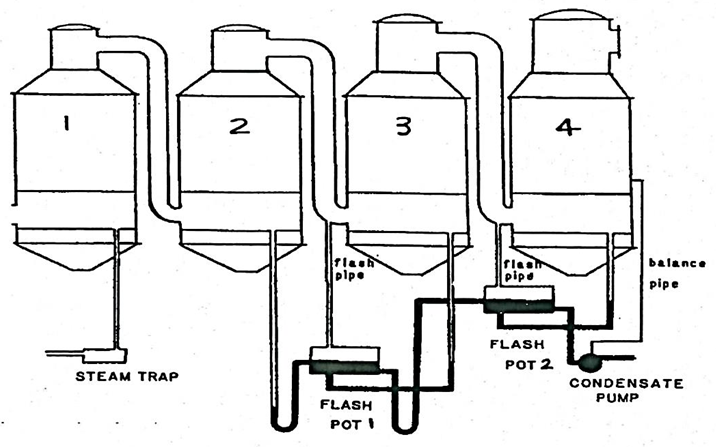 1
2
3
4
flash
pipe
flash
pipe
balance
pipe
STEAM TRAP
FLASH
POT 1
FLASH
POT 2
CONDENSATE
PUMP